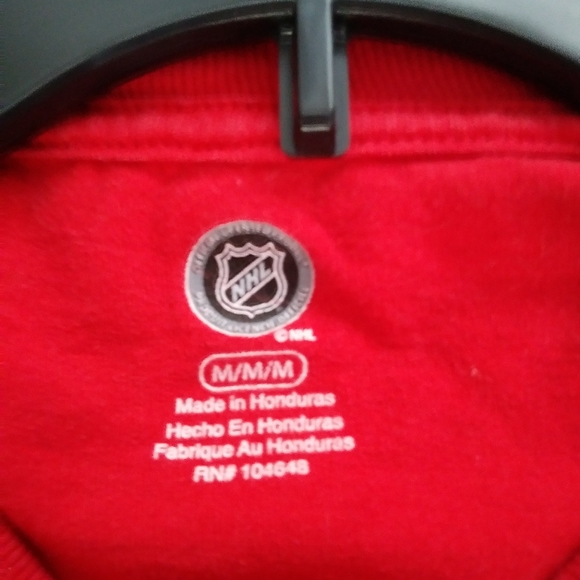 NHL
©NHL
M/M/M
Made in Honduras
Hecho En Honduras
Fabrique Au Honduras
RN# 104648